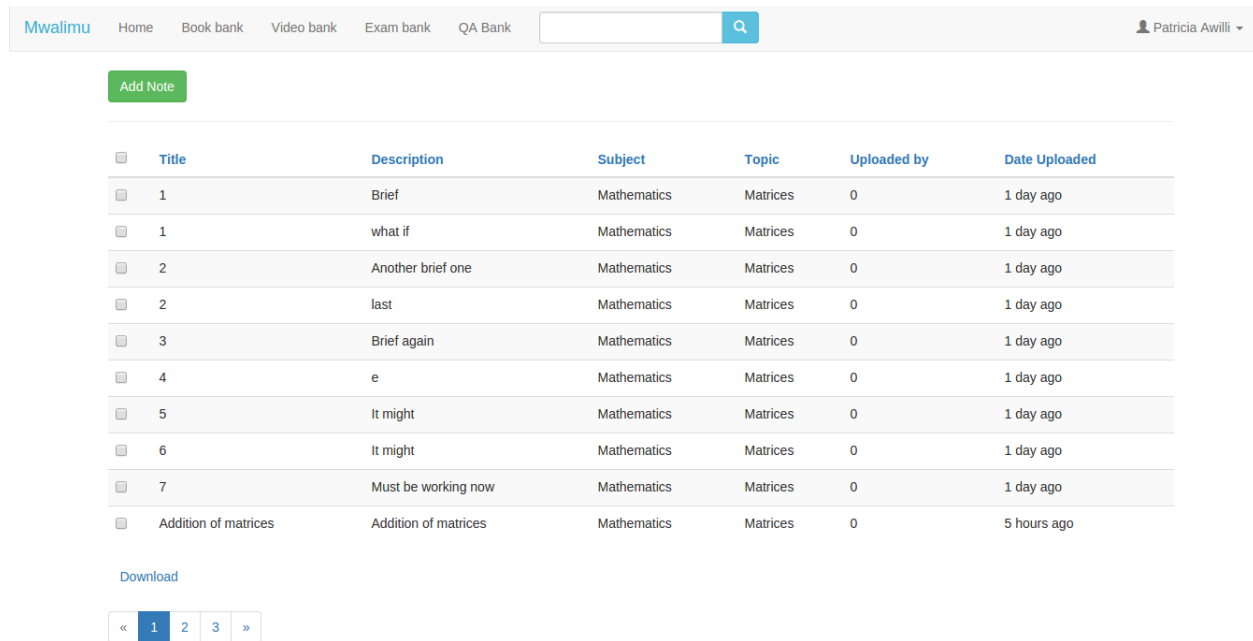 Mwalimu Home Book bank Video bank Exam bank QA Bank Patricia Awilli
Add Note
Title Description Subject Topic Uploaded by Date Uploaded
1 Brief Mathematics Matrices 0 1 day ago
1 what if Mathematics Matrices 0 1 day ago
2 Another brief one Mathematics Matrices 0 1 day ago
2 last Mathematics Matrices 0 1 day ago
3 Brief again Mathematics Matrices 0 1 day ago
4 e Mathematics Matrices 0 1 day ago
5 It might Mathematics Matrices 0 1 day ago
6 It might Mathematics Matrices 0 1 day ago
7 Must be working now Mathematics Matrices 0 1 day ago
Addition of matrices Addition of matrices Mathematics Matrices 0 5 hours ago
Download
« 1 2 3 »